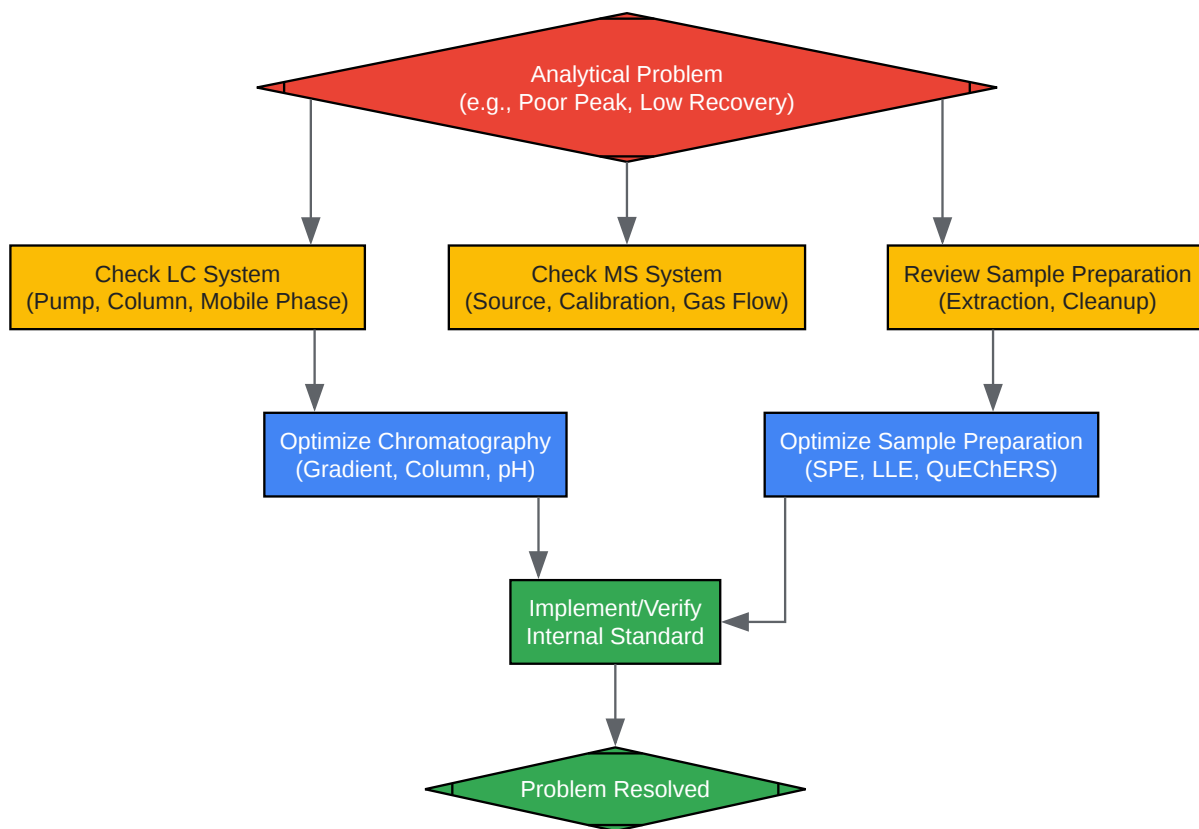 Analytical Problem
(e.g., Poor Peak, Low Recovery)
Check LC System
(Pump, Column, Mobile Phase)
Check MS System
(Source, Calibration, Gas Flow)
Review Sample Preparation
(Extraction, Cleanup)
Optimize Chromatography
(Gradient, Column, pH)
Optimize Sample Preparation
(SPE, LLE, QuEChERS)
Implement/Verify
Internal Standard
Problem Resolved